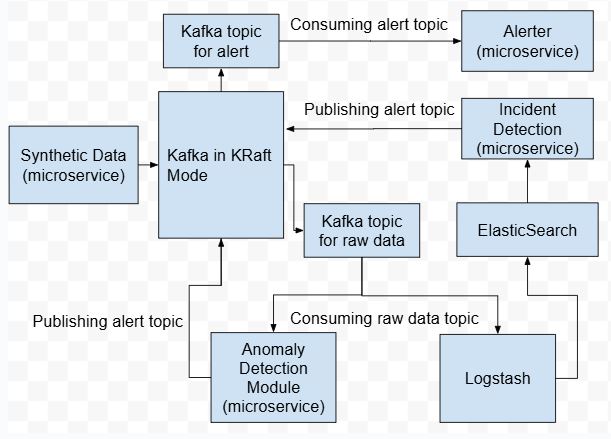 Kafka topic
for alert
Consuming alert topic
Alerter
(microservice)
Publishing alert topic
Incident
Detection
(microservice)
Synthetic Data
(microservice)
Kafka in KRaft
Mode
Kafka topic
for raw data
ElasticSearch
Publishing alert topic
Consuming raw data topic
Anomaly
Detection
Module
(microservice)
Logstash